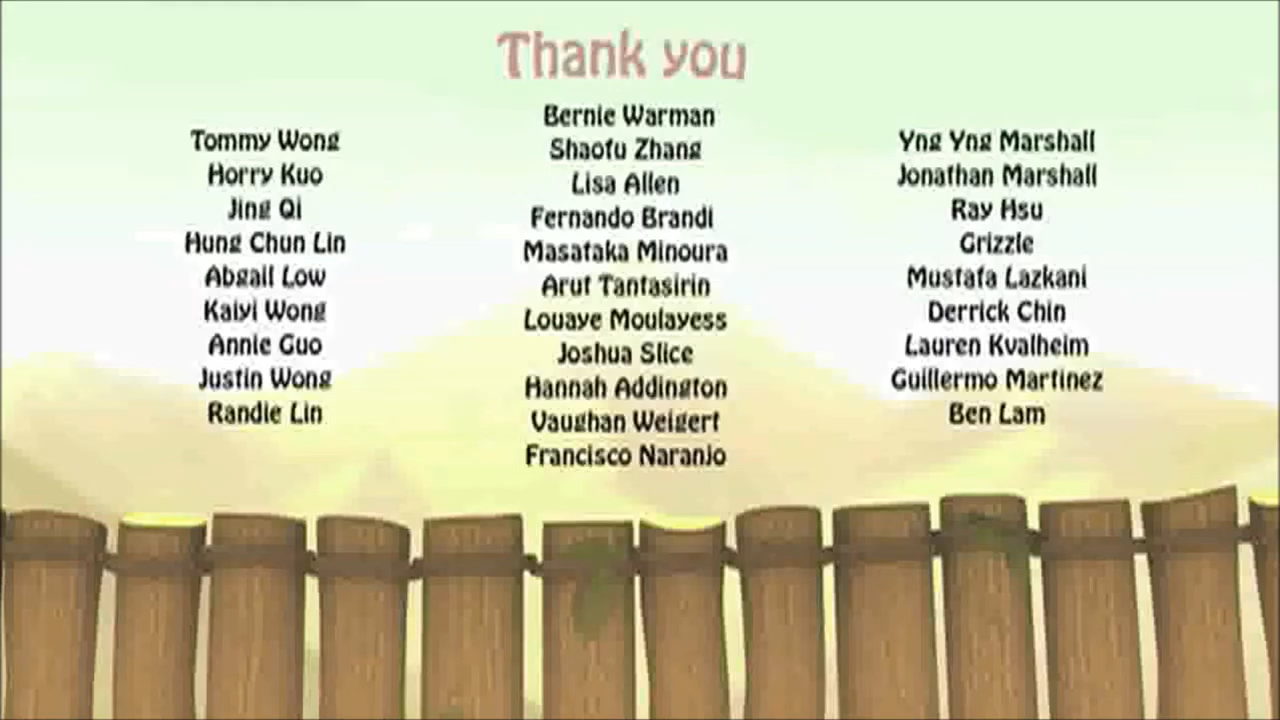 Thank you
Tommy Wong
Horry Kuo
Jing Qi
Hung Chun Lin
Abgail Low
Kaiyi Wong
Annie Guo
Justin Wong
Randie Lin
Bernie Warman
Shaofu Zhang
Lisa Allen
Fernando Brandi
Masataka Minoura
Arut Tantasirin
Louaye Moulayess
Joshua Slice
Hannah Addington
Vaughan Weigert
Francisco Naranjo
Yng Yng Marshall
Jonathan Marshall
Ray Hsu
Grizzle
Mustafa Lazkani
Derrick Chin
Lauren Kvalheim
Guillermo Martinez
Ben Lam